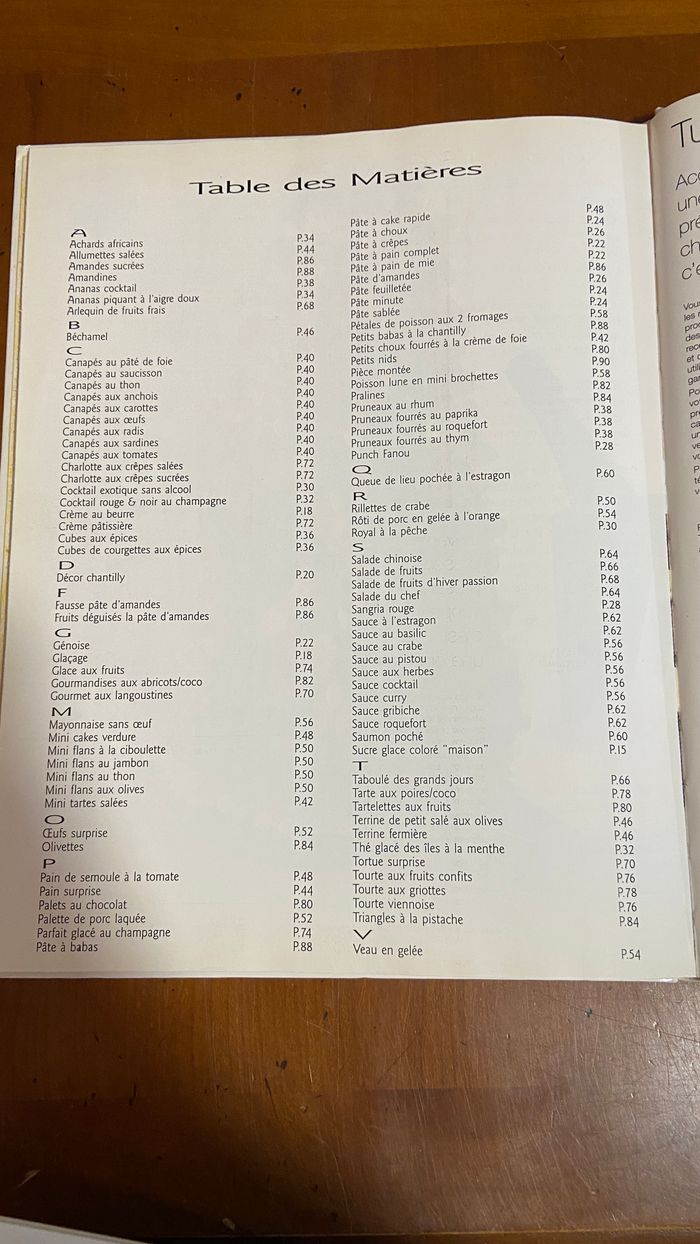 Table des Matières
A
Achards africains P.34
Allumettes salées P.44
Amandes sucrées P.86
Amandines P.88
Ananas cocktail P.38
Ananas piquant à l'aigre doux P.34
Arlequin de fruits frais P.68
B
Béchamel P.46
C
Canapés au pâté de foie P.40
Canapés au saucisson P.40
Canapés au thon P.40
Canapés aux anchois P.40
Canapés aux carottes P.40
Canapés aux œufs P.40
Canapés aux radis P.40
Canapés aux sardines P.40
Canapés aux tomates P.40
Charlotte aux crêpes salées P.72
Charlotte aux crêpes sucrées P.72
Cocktail exotique sans alcool P.30
Cocktail rouge & noir au champagne P.32
Crème au beurre P.18
Crème pâtissière P.72
Cubes aux épices P.36
Cubes de courgettes aux épices P.36
D
Décor chantilly P.20
F
Fausse pâte d'amandes P.86
Fruits déguisés la pâte d'amandes P.86
G
Génoise P.22
Glaçage P.18
Glace aux fruits P.74
Gourmandises aux abricots/coco P.82
Gourmet aux langoustines P.70
M
Mayonnaise sans œuf P.56
Mini cakes verdure P.48
Mini flans à la ciboulette P.50
Mini flans au jambon P.50
Mini flans au thon P.50
Mini flans aux olives P.50
Mini tartes salées P.42
O
Œufs surprise P.52
Olivettes P.84
P
Pain de semoule à la tomate P.48
Pain surprise P.44
Palets au chocolat P.80
Palette de porc laquée P.52
Parfait glacé au champagne P.74
Pâte à babas P.88
Pâte à cake rapide P.48
Pâte à choux P.24
Pâte à crêpes P.26
Pâte à pain complet P.22
Pâte à pain de mie P.22
Pâte d'amandes P.86
Pâte feuilletée P.26
Pâte minute P.24
Pâte sablée P.24
Pétales de poisson aux 2 fromages P.58
Petits babas à la chantilly P.88
Petits choux fourrés à la crème de foie P.42
Petits nids P.80
Pièce montée P.90
Poisson lune en mini brochettes P.58
Pralines P.82
Pruneaux au rhum P.84
Pruneaux fourrés au paprika P.38
Pruneaux fourrés au roquefort P.38
Pruneaux fourrés au thym P.38
Punch Fanou P.28
Q
Queue de lieu pochée à l'estragon P.60
R
Rillettes de crabe P.50
Rôti de porc en gelée à l'orange P.54
Royal à la pêche P.30
S
Salade chinoise P.64
Salade de fruits P.66
Salade de fruits d'hiver passion P.68
Salade du chef P.64
Sangria rouge P.28
Sauce à l'estragon P.62
Sauce au basilic P.62
Sauce au crabe P.56
Sauce au pistou P.56
Sauce aux herbes P.56
Sauce cocktail P.56
Sauce curry P.56
Sauce gribiche P.62
Sauce roquefort P.62
Saumon poché P.60
Sucre glace coloré "maison" P.15
T
Taboulé des grands jours P.66
Tarte aux poires/coco P.78
Tartelettes aux fruits P.80
Terrine de petit salé aux olives P.46
Terrine fermière P.46
Thé glacé des îles à la menthe P.32
Tortue surprise P.70
Tourte aux fruits confits P.76
Tourte aux griottes P.78
Tourte viennoise P.76
Triangles à la pistache P.84
V
Veau en gelée P.54